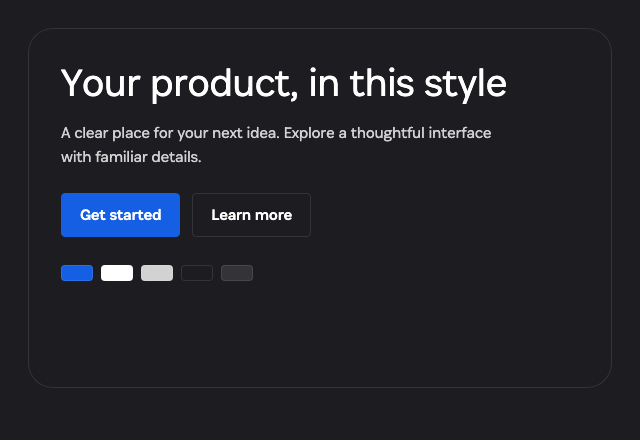 Your product, in this style
A clear place for your next idea. Explore a thoughtful interface
with familiar details.
Get started
Learn more